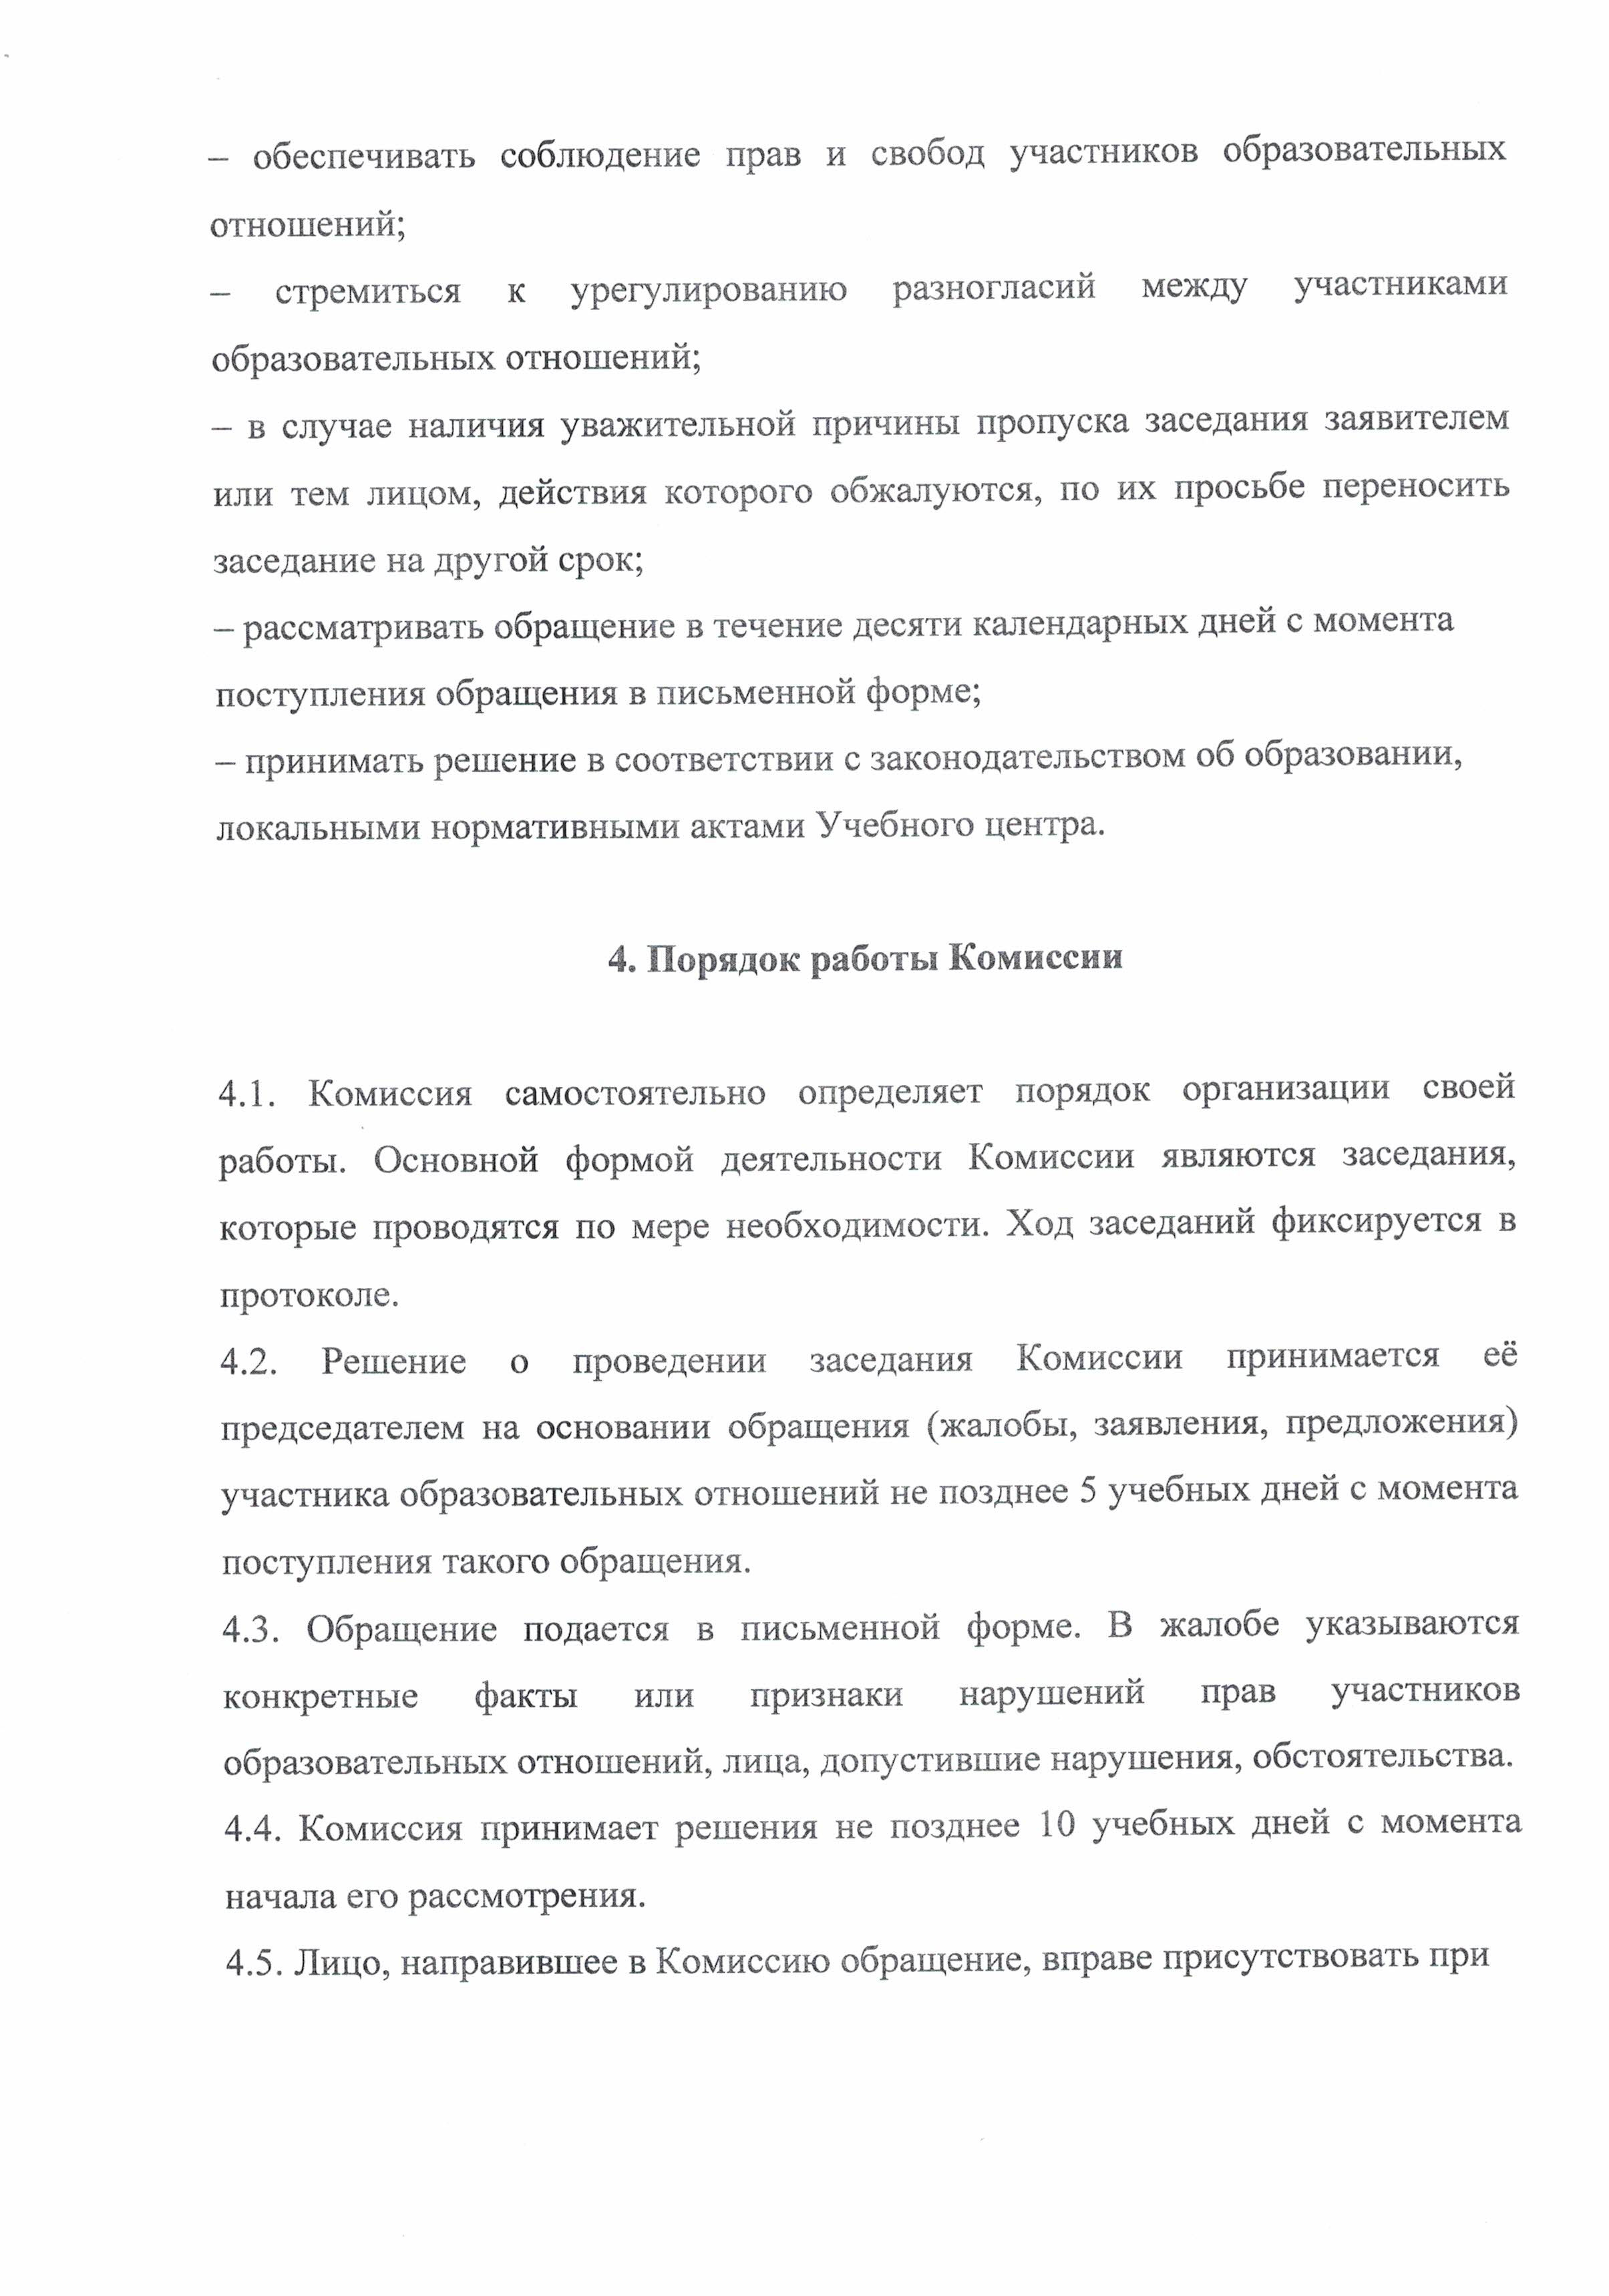 – обеспечивать соблюдение прав и свобод участников образовательных
отношений;
– стремиться к урегулированию разногласий между участниками
образовательных отношений;
– в случае наличия уважительной причины пропуска заседания заявителем
или тем лицом, действия которого обжалуются, по их просьбе переносить
заседание на другой срок;
– рассматривать обращение в течение десяти календарных дней с момента
поступления обращения в письменной форме;
– принимать решение в соответствии с законодательством об образовании,
локальными нормативными актами Учебного центра.
4. Порядок работы Комиссии
4.1. Комиссия самостоятельно определяет порядок организации своей
работы. Основной формой деятельности Комиссии являются заседания,
которые проводятся по мере необходимости. Ход заседаний фиксируется в
протоколе.
4.2. Решение о проведении заседания Комиссии принимается её
председателем на основании обращения (жалобы, заявления, предложения)
участника образовательных отношений не позднее 5 учебных дней с момента
поступления такого обращения.
4.3. Обращение подается в письменной форме. В жалобе указываются
конкретные факты или признаки нарушений прав участников
образовательных отношений, лица, допустившие нарушения, обстоятельства.
4.4. Комиссия принимает решения не позднее 10 учебных дней с момента
начала его рассмотрения.
4.5. Лицо, направившее в Комиссию обращение, вправе присутствовать при